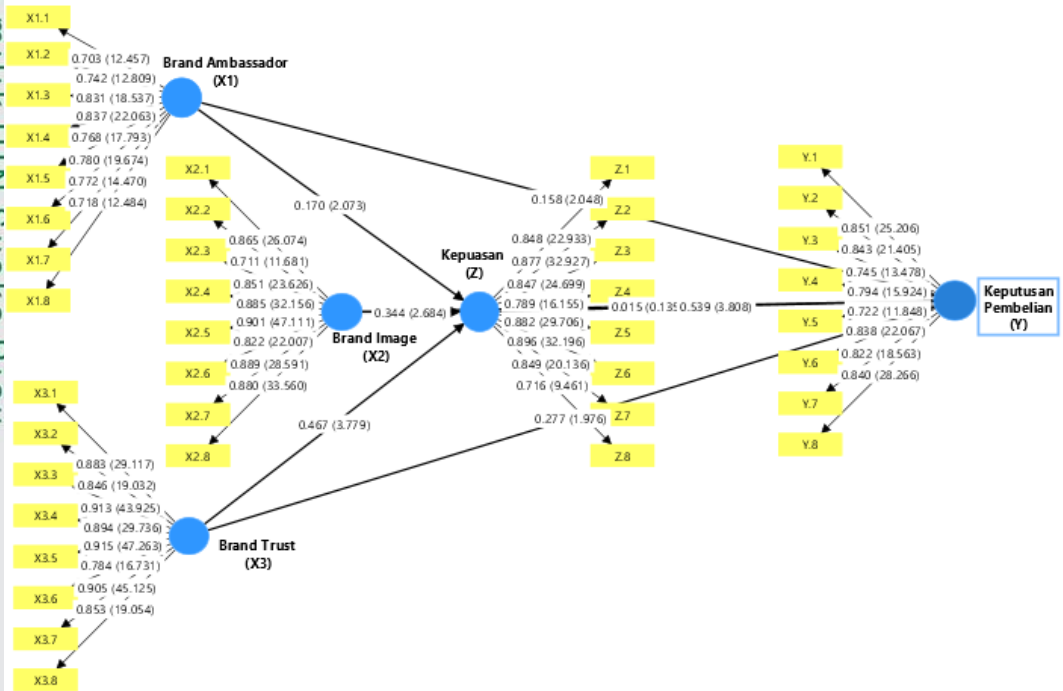 X1.1
X1.2
X1.3
X1.4
X1.5
X1.6
X1.7
X1.8
0.703 (12.457)
0.742 (12.809)
0.831 (18.537)
0.837 (22.063)
0.768 (17.793)
0.780 (19.674)
0.772 (14.470)
0.718 (12.484)
Brand Ambassador
(X1)
0.170 (2.073)
0.158 (2.048)
X2.1
X2.2
X2.3
X2.4
X2.5
X2.6
X2.7
X2.8
0.865 (26.074)
0.711 (11.681)
0.851 (23.626)
0.885 (32.156)
0.901 (47.111)
0.822 (22.007)
0.889 (28.591)
0.880 (33.560)
Brand Image
(X2)
0.344 (2.684)
Kepuasan
(Z)
Z.1
Z.2
Z.3
Z.4
Z.5
Z.6
Z.7
Z.8
0.848 (22.933)
0.877 (32.927)
0.847 (24.699)
0.789 (16.155)
0.882 (29.706)
0.896 (32.196)
0.849 (20.136)
0.716 (9.461)
0.015 (0.135
0.539 (3.808)
Y.1
Y.2
Y.3
Y.4
Y.5
Y.6
Y.7
Y.8
0.851 (25.206)
0.843 (21.405)
0.745 (13.478)
0.794 (15.924)
0.722 (11.848)
0.838 (22.067)
0.822 (18.563)
0.840 (28.266)
Keputusan
Pembelian
(Y)
X3.1
X3.2
X3.3
X3.4
X3.5
X3.6
X3.7
X3.8
0.883 (29.117)
0.846 (19.032)
0.913 (43.925)
0.894 (29.736)
0.915 (47.263)
0.784 (16.731)
0.905 (45.125)
0.853 (19.054)
Brand Trust
(X3)
0.467 (3.779)
0.277 (1.976)